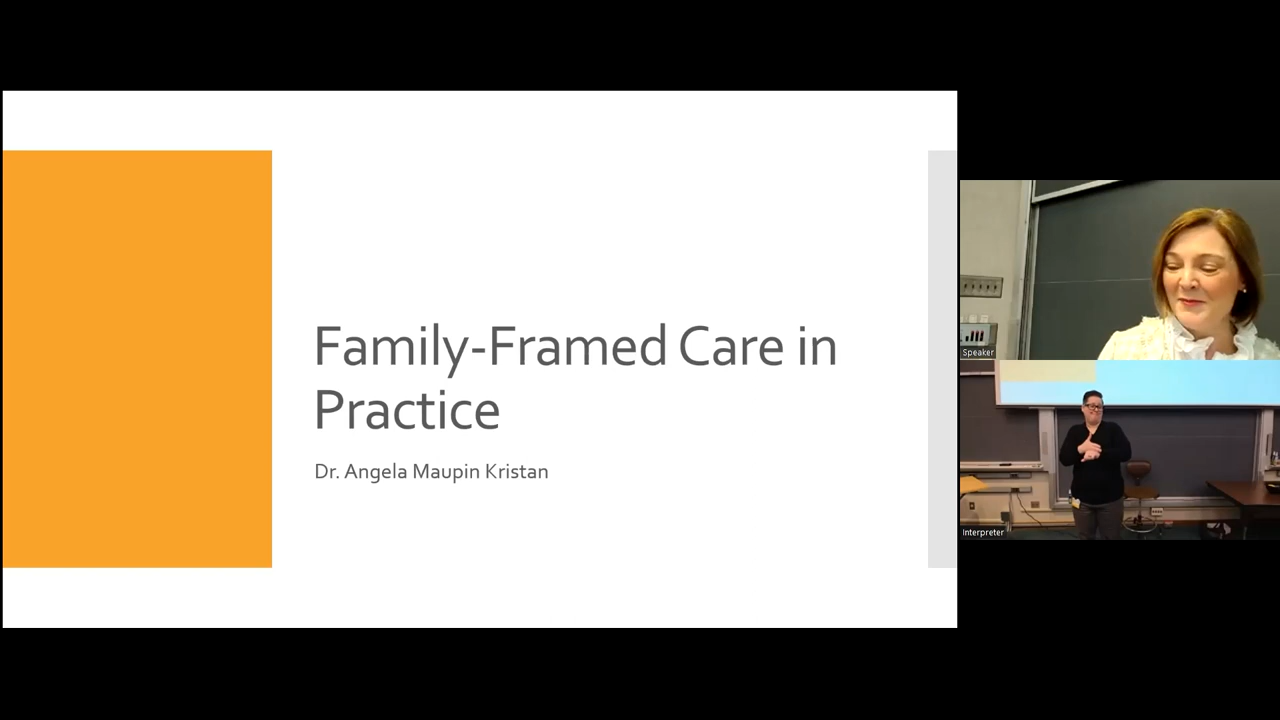 Family-Framed Care in
Practice
Dr. Angela Maupin Kristan
Speaker
Interpreter